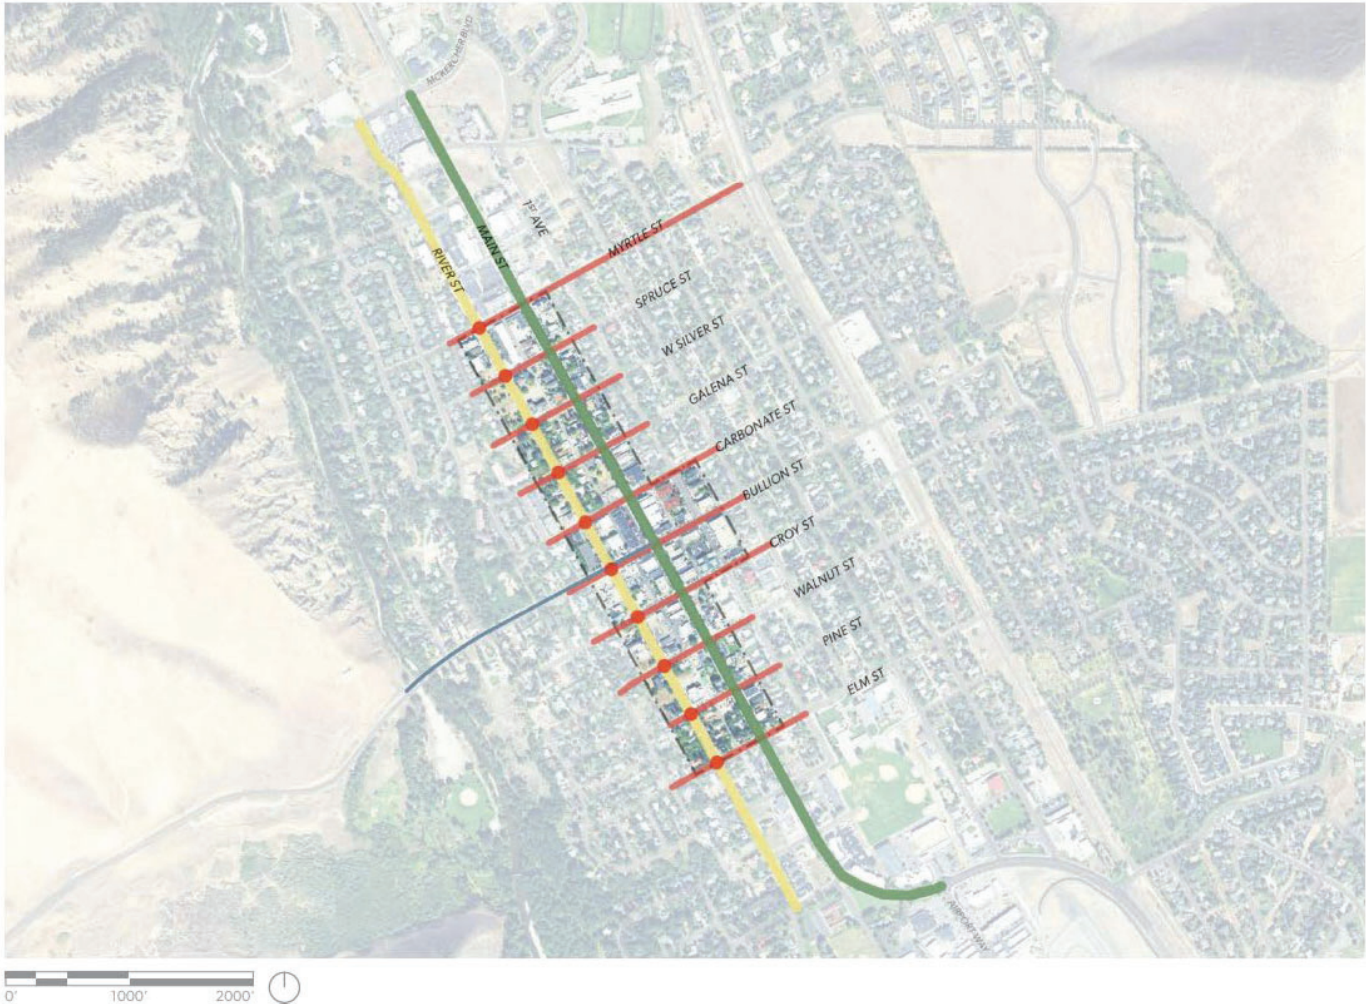 MCKERCHER BLVD
1ST AVE
MAIN ST
RIVER ST
MYRTLE ST
SPRUCE ST
W SILVER ST
GALENA ST
CARBONATE ST
BULLION ST
CROY ST
WALNUT ST
PINE ST
ELM ST
AIRPORT WAY
0' 1000' 2000'